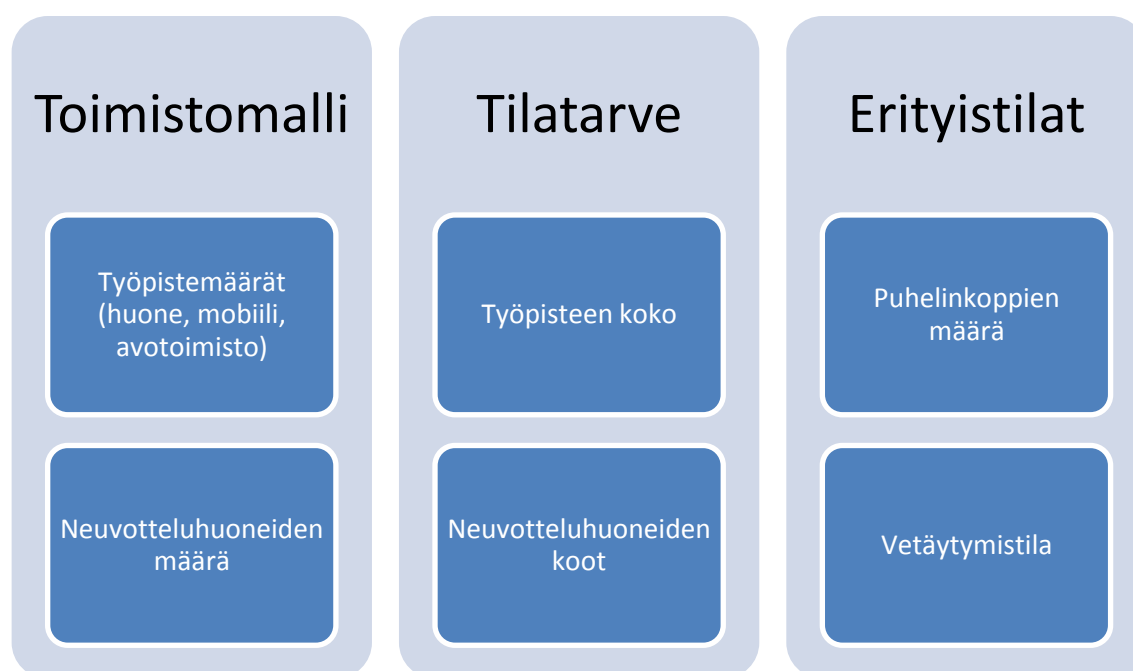 Toimistomalli
Työpistemäärät
(huone, mobiili,
avotoimisto)
Neuvotteluhuoneiden
määrä
Tilatarve
Työpisteen koko
Neuvotteluhuoneiden
koot
Erityistilat
Puhelinkoppien
määrä
Vetäytymistila